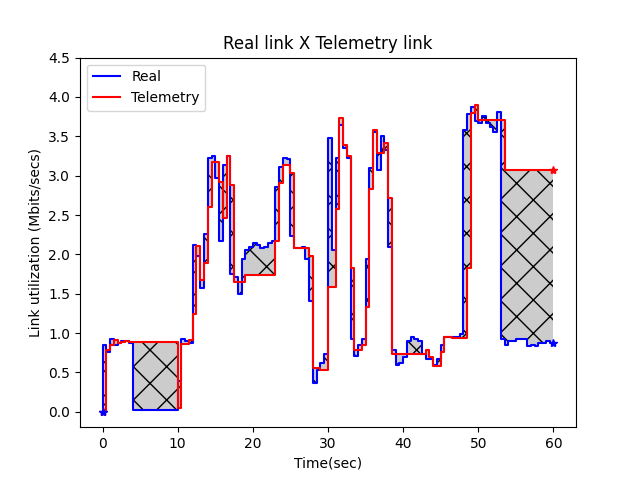 Real link X Telemetry link
Real
Telemetry
Link utilization (Mbits/secs)
4.5
4.0
3.5
3.0
2.5
2.0
1.5
1.0
0.5
0.0
0 10 20 30 40 50 60
Time(sec)